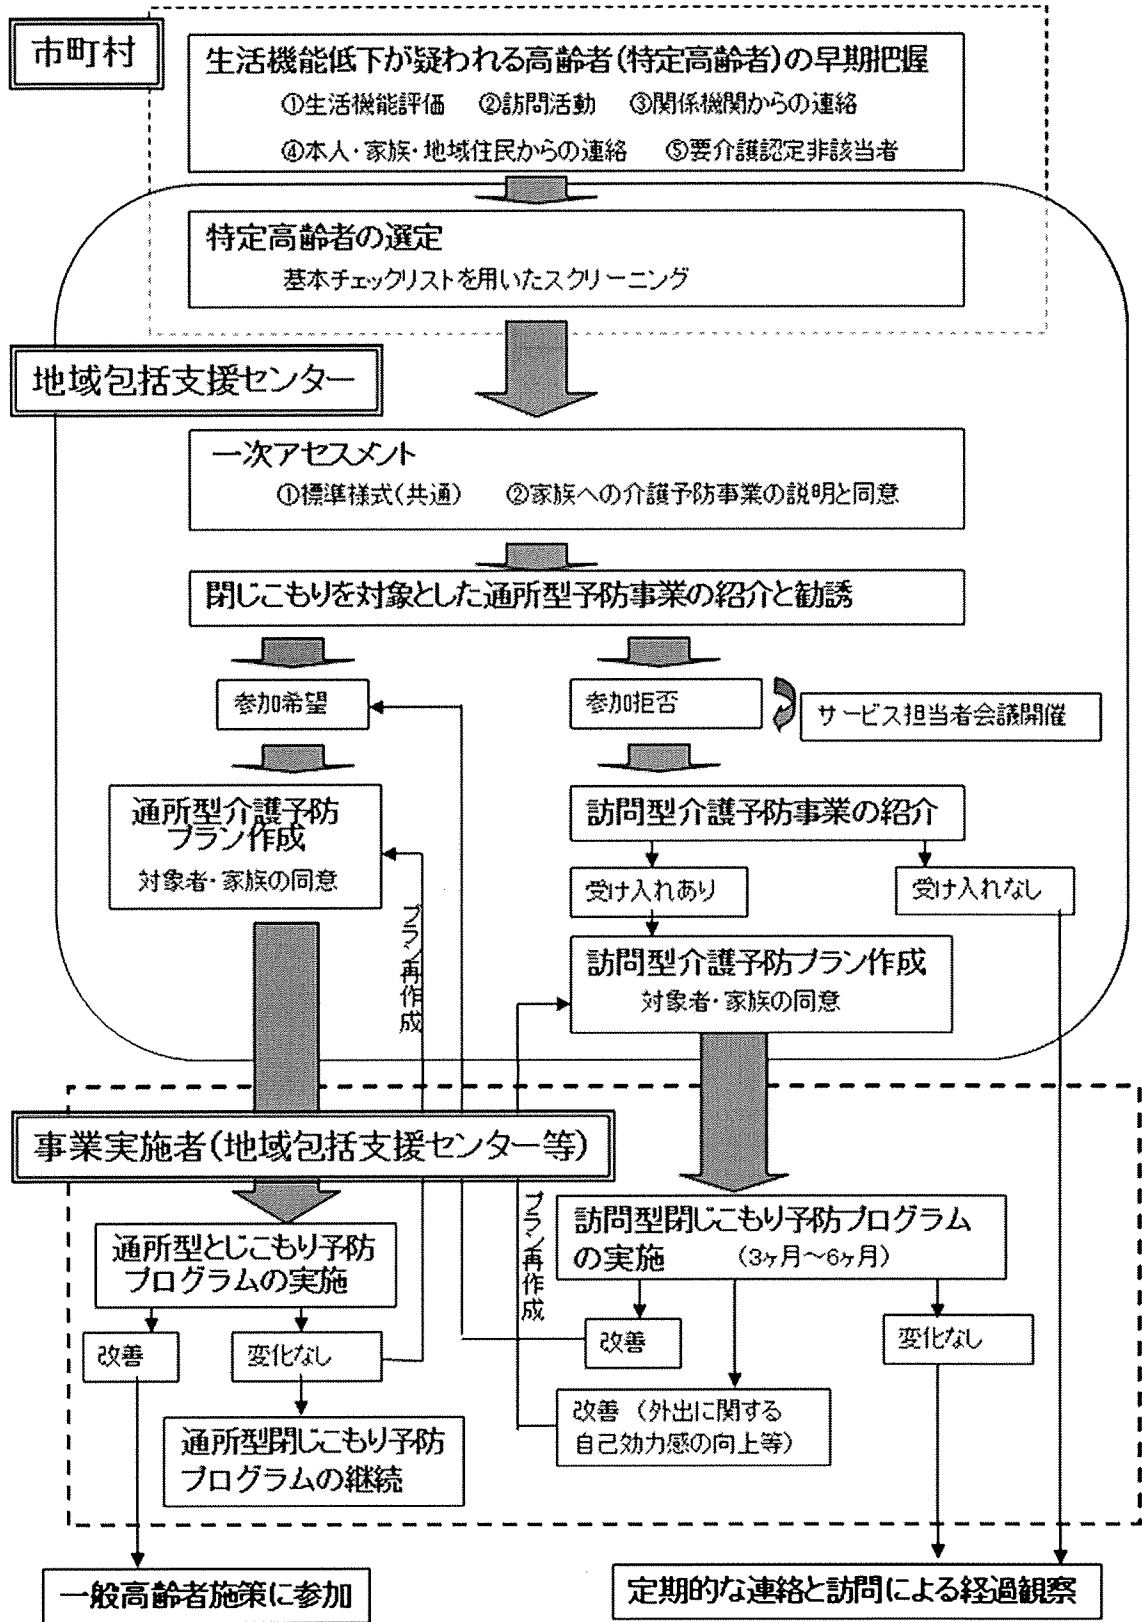 市町村
生活機能低下が疑われる高齢者(特定高齢者)の早期把握
①生活機能評価　②訪問活動　③関係機関からの連絡
④本人・家族・地域住民からの連絡　⑤要介護認定非該当者
特定高齢者の選定
基本チェックリストを用いたスクリーニング
地域包括支援センター
一次アセスメント
①標準様式(共通)　②家族への介護予防事業の説明と同意
閉じこもりを対象とした通所型予防事業の紹介と勧誘
参加希望
参加拒否
サービス担当者会議開催
通所型介護予防
プラン作成
対象者・家族の同意
訪問型介護予防事業の紹介
受け入れあり
受け入れなし
プラン再作成
訪問型介護予防プラン作成
対象者・家族の同意
事業実施者(地域包括支援センター等)
通所型とじこもり予防
プログラムの実施
プラン再作成
訪問型閉じこもり予防プログラム
の実施　(3ヶ月～6ヶ月)
改善
変化なし
改善
変化なし
通所型閉じこもり予防
プログラムの継続
改善（外出に関する
自己効力感の向上等）
一般高齢者施策に参加
定期的な連絡と訪問による経過観察